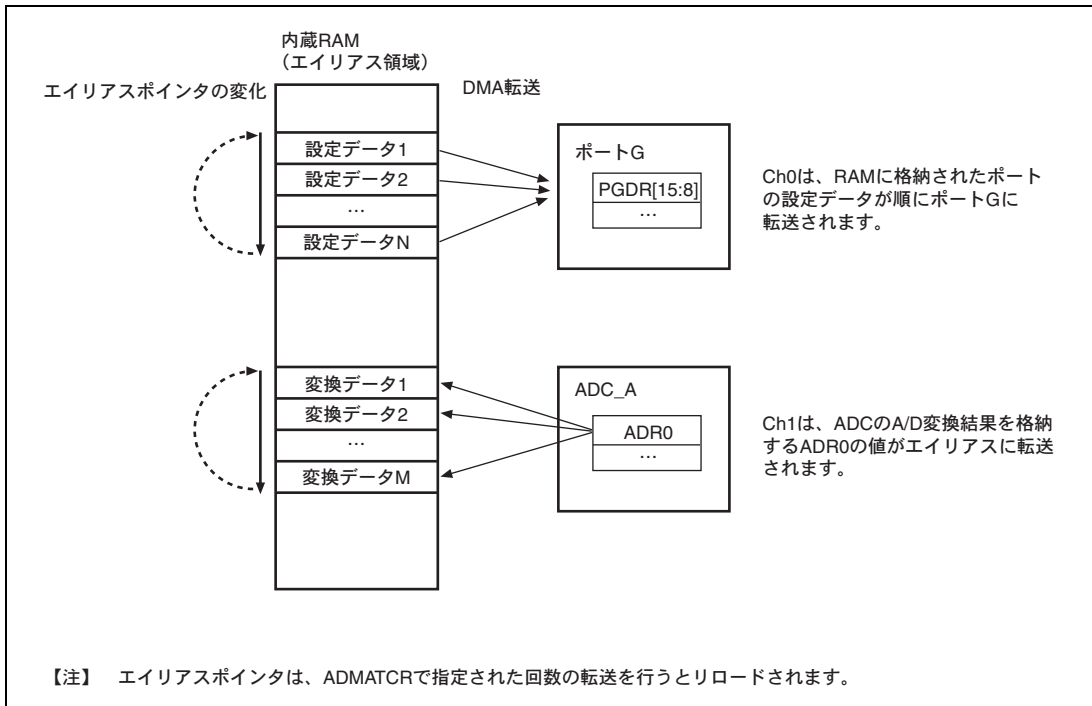 内蔵RAM
（エイリアス領域）
エイリアスポインタの変化
DMA転送
設定データ1
設定データ2
…
設定データN
ポートG
PGDR[15:8]
…
Ch0は、RAMに格納されたポート
の設定データが順にポートGに
転送されます。
変換データ1
変換データ2
…
変換データM
ADC_A
ADR0
…
Ch1は、ADCのA/D変換結果を格納
するADR0の値がエイリアスに転送
されます。
【注】 エイリアスポインタは、ADMATCRで指定された回数の転送を行うとリロードされます。